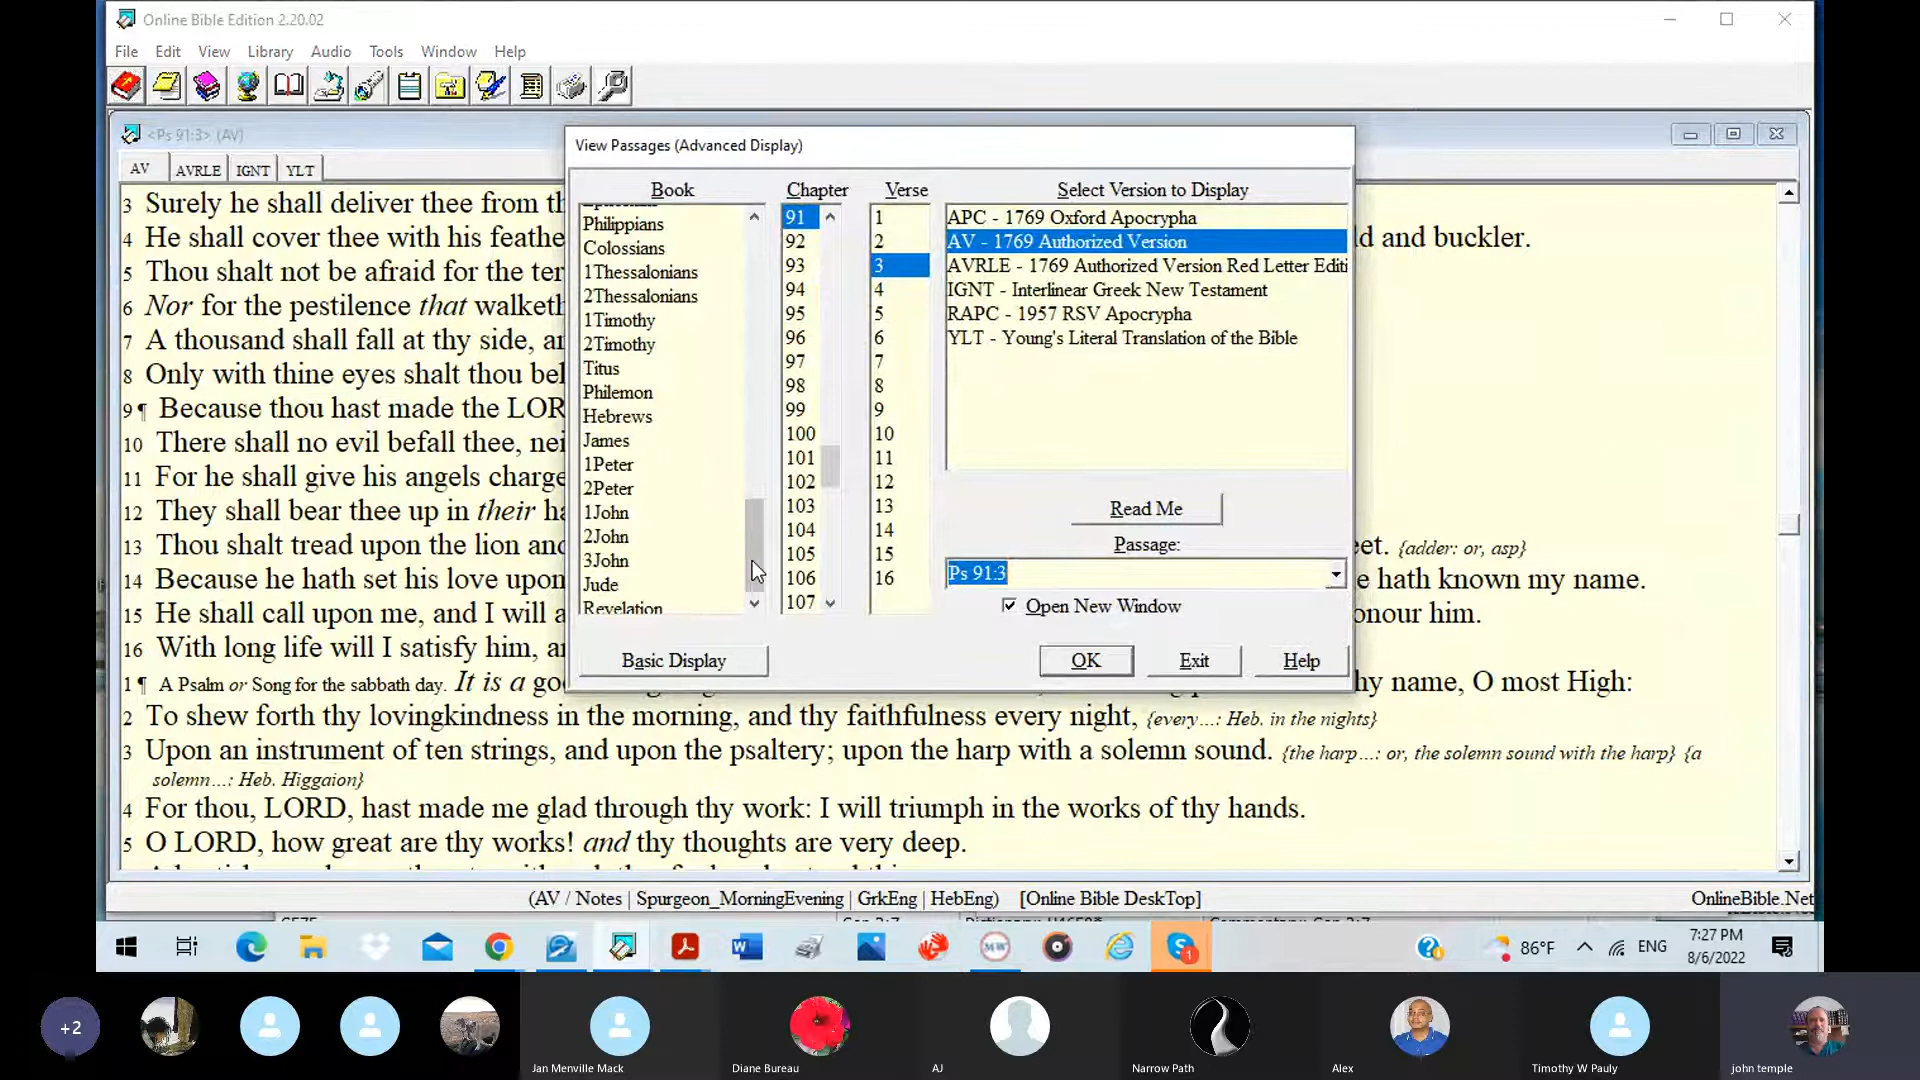 Online Bible Edition 2.20.02
File Edit View Library Audio Tools Window Help
<Ps 91:3> (AV)
AV AVRLE IGNT YLT
3 Surely he shall deliver thee from th
4 He shall cover thee with his feathe
d and buckler.
5 Thou shalt not be afraid for the ter
6 Nor for the pestilence that walketh
7 A thousand shall fall at thy side, an
8 Only with thine eyes shalt thou bel
9 ¶ Because thou hast made the LOR
10 There shall no evil befall thee, nei
11 For he shall give his angels charge
12 They shall bear thee up in their ha
13 Thou shalt tread upon the lion and
eet. {adder: or, asp}
14 Because he hath set his love upon
e hath known my name.
15 He shall call upon me, and I will a
onour him.
16 With long life will I satisfy him, an
1 ¶ A Psalm or Song for the sabbath day. It is a go
hy name, O most High:
2 To shew forth thy lovingkindness in the morning, and thy faithfulness every night, {every…: Heb. in the nights}
3 Upon an instrument of ten strings, and upon the psaltery; upon the harp with a solemn sound. {the harp…: or, the solemn sound with the harp} {a
solemn…: Heb. Higgaion}
4 For thou, LORD, hast made me glad through thy work: I will triumph in the works of thy hands.
5 O LORD, how great are thy works! and thy thoughts are very deep.
View Passages (Advanced Display)
Book
Philippians
Colossians
1Thessalonians
2Thessalonians
1Timothy
2Timothy
Titus
Philemon
Hebrews
James
1Peter
2Peter
1John
2John
3John
Jude
Revelation
Chapter
91
92
93
94
95
96
97
98
99
100
101
102
103
104
105
106
107
Verse
1
2
3
4
5
6
7
8
9
10
11
12
13
14
15
16
Select Version to Display
APC - 1769 Oxford Apocrypha
AV - 1769 Authorized Version
AVRLE - 1769 Authorized Version Red Letter Editi
IGNT - Interlinear Greek New Testament
RAPC - 1957 RSV Apocrypha
YLT - Young's Literal Translation of the Bible
Read Me
Passage:
Ps 91:3
Open New Window
Basic Display
OK Exit Help
(AV / Notes | Spurgeon_MorningEvening | GrkEng | HebEng) [Online Bible DeskTop]
OnlineBible.Net
86°F ENG
7:27 PM
8/6/2022
+2
Jan Menville Mack
Diane Bureau
AJ
Narrow Path
Alex
Timothy W Pauly
john temple